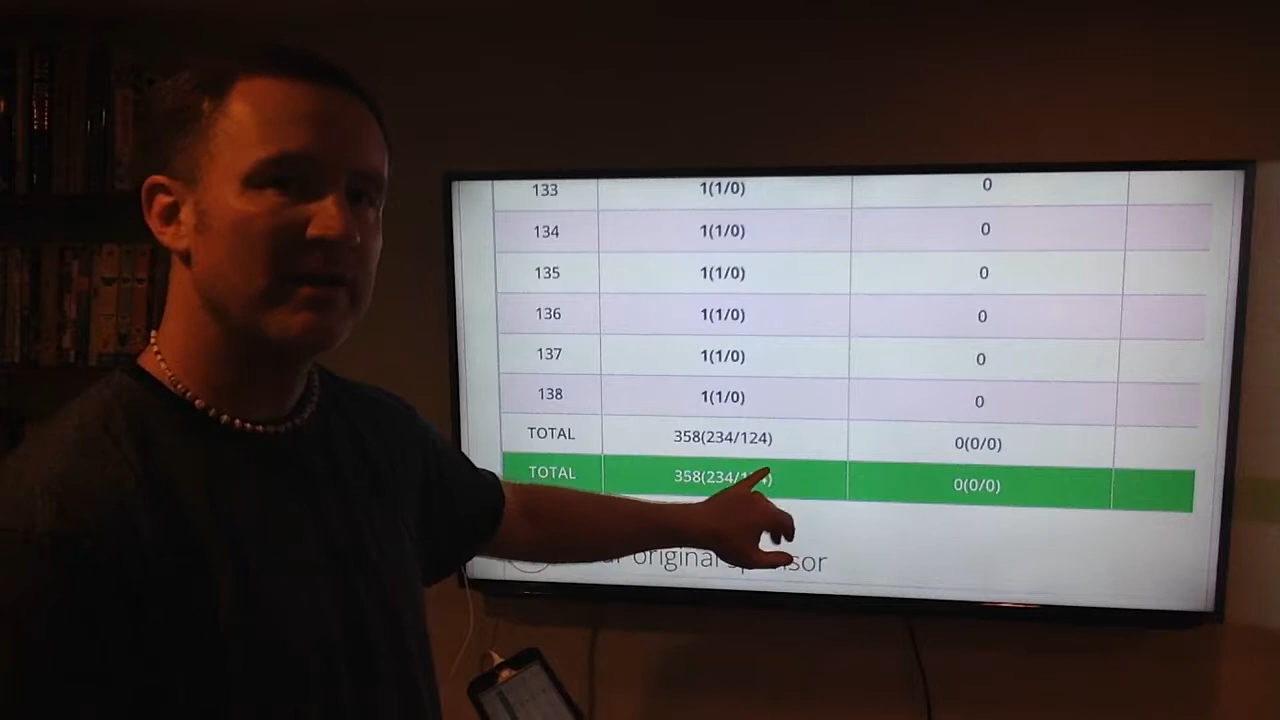 133 1(1/0) 0
134 1(1/0) 0
135 1(1/0) 0
136 1(1/0) 0
137 1(1/0) 0
138 1(1/0) 0
TOTAL 358(234/124) 0(0/0)
TOTAL 358(234/ 0(0/0)
original